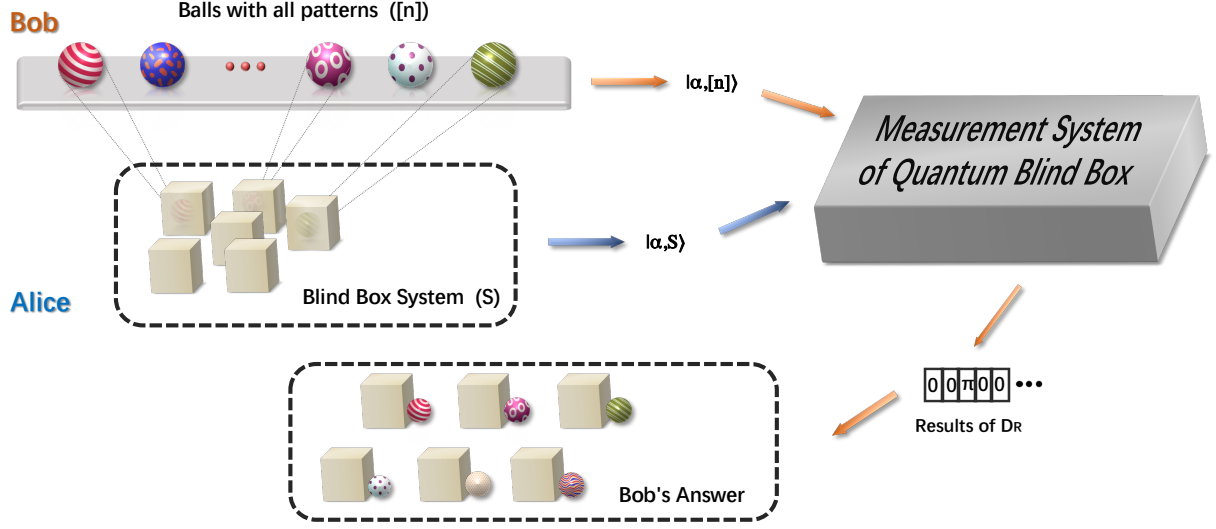 Balls with all patterns ([n])
Bob
|α,[n]⟩
Measurement System
of Quantum Blind Box
|α,S⟩
Blind Box System (S)
Alice
0 0 π 0 0 •••
Results of DR
Bob's Answer